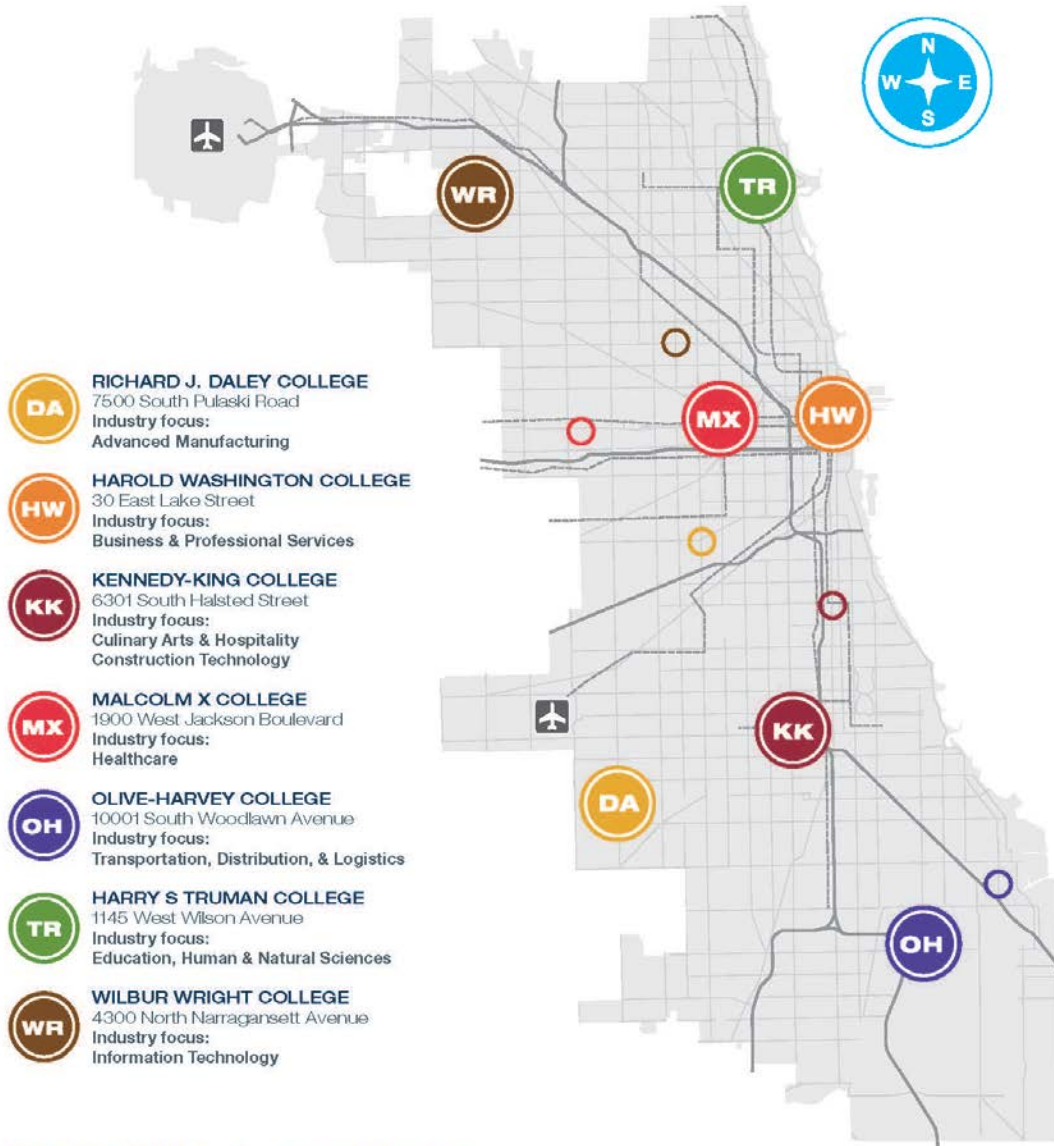 N
W E
S
WR
TR
MX
HW
KK
DA
OH
DA
RICHARD J. DALEY COLLEGE
7500 South Pulaski Road
Industry focus:
Advanced Manufacturing
HW
HAROLD WASHINGTON COLLEGE
30 East Lake Street
Industry focus:
Business & Professional Services
KK
KENNEDY-KING COLLEGE
6301 South Halsted Street
Industry focus:
Culinary Arts & Hospitality
Construction Technology
MX
MALCOLM X COLLEGE
1900 West Jackson Boulevard
Industry focus:
Healthcare
OH
OLIVE-HARVEY COLLEGE
10001 South Woodlawn Avenue
Industry focus:
Transportation, Distribution, & Logistics
TR
HARRY S TRUMAN COLLEGE
1145 West Wilson Avenue
Industry focus:
Education, Human & Natural Sciences
WR
WILBUR WRIGHT COLLEGE
4300 North Narragansett Avenue
Industry focus:
Information Technology